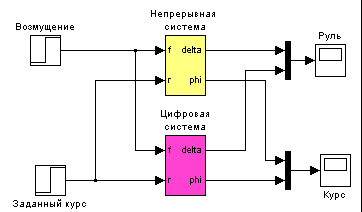 Непрерывная
система
Возмущение
Руль
f delta
r phi
Цифровая
система
f delta
r phi
Заданный курс
Курс